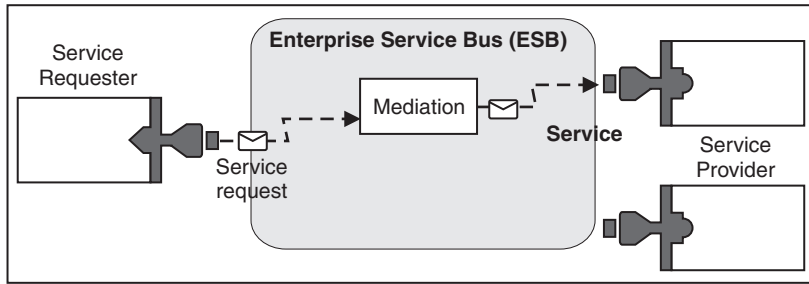 Enterprise Service Bus (ESB)
Service
Requester
Mediation
Service
Service
request
Service
Provider